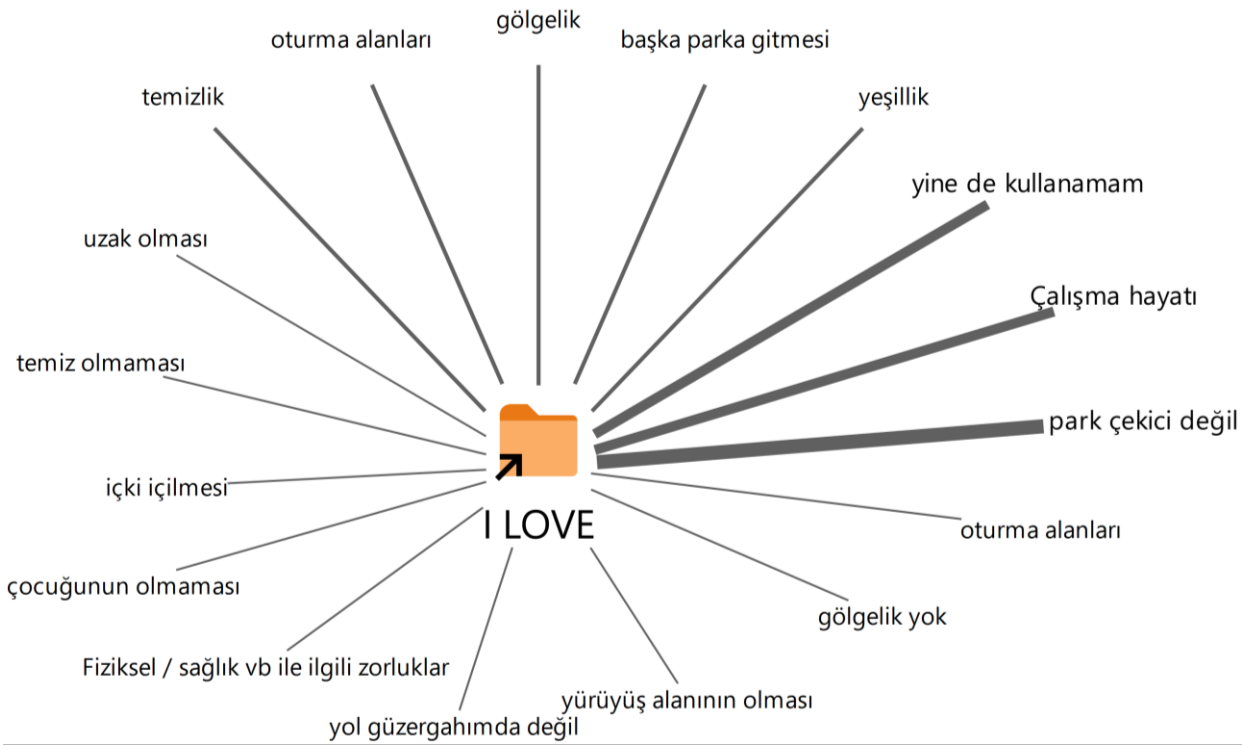 gölgelik
oturma alanları
başka parka gitmesi
temizlik
yeşillik
yine de kullanamam
uzak olması
Çalışma hayatı
temiz olmaması
park çekici değil
içki içilmesi
I LOVE
oturma alanları
çocuğunun olmaması
gölgelik yok
Fiziksel / sağlık vb ile ilgili zorluklar
yürüyüş alanının olması
yol güzergahımda değil